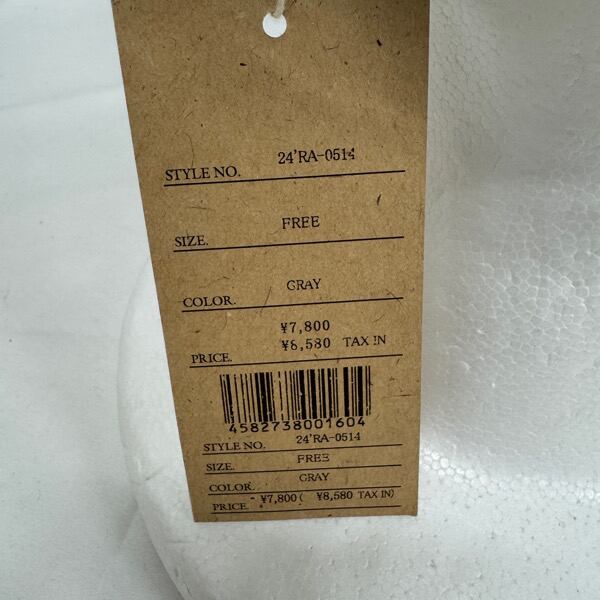 STYLE NO. 24'RA-0514
SIZE. FREE
COLOR. GRAY
¥7,800
PRICE. ¥8,580 TAX IN
4582738001604
STYLE NO. 24'RA-0514
SIZE. FREE
COLOR. GRAY
PRICE. ¥7,800( ¥8,580 TAX IN)